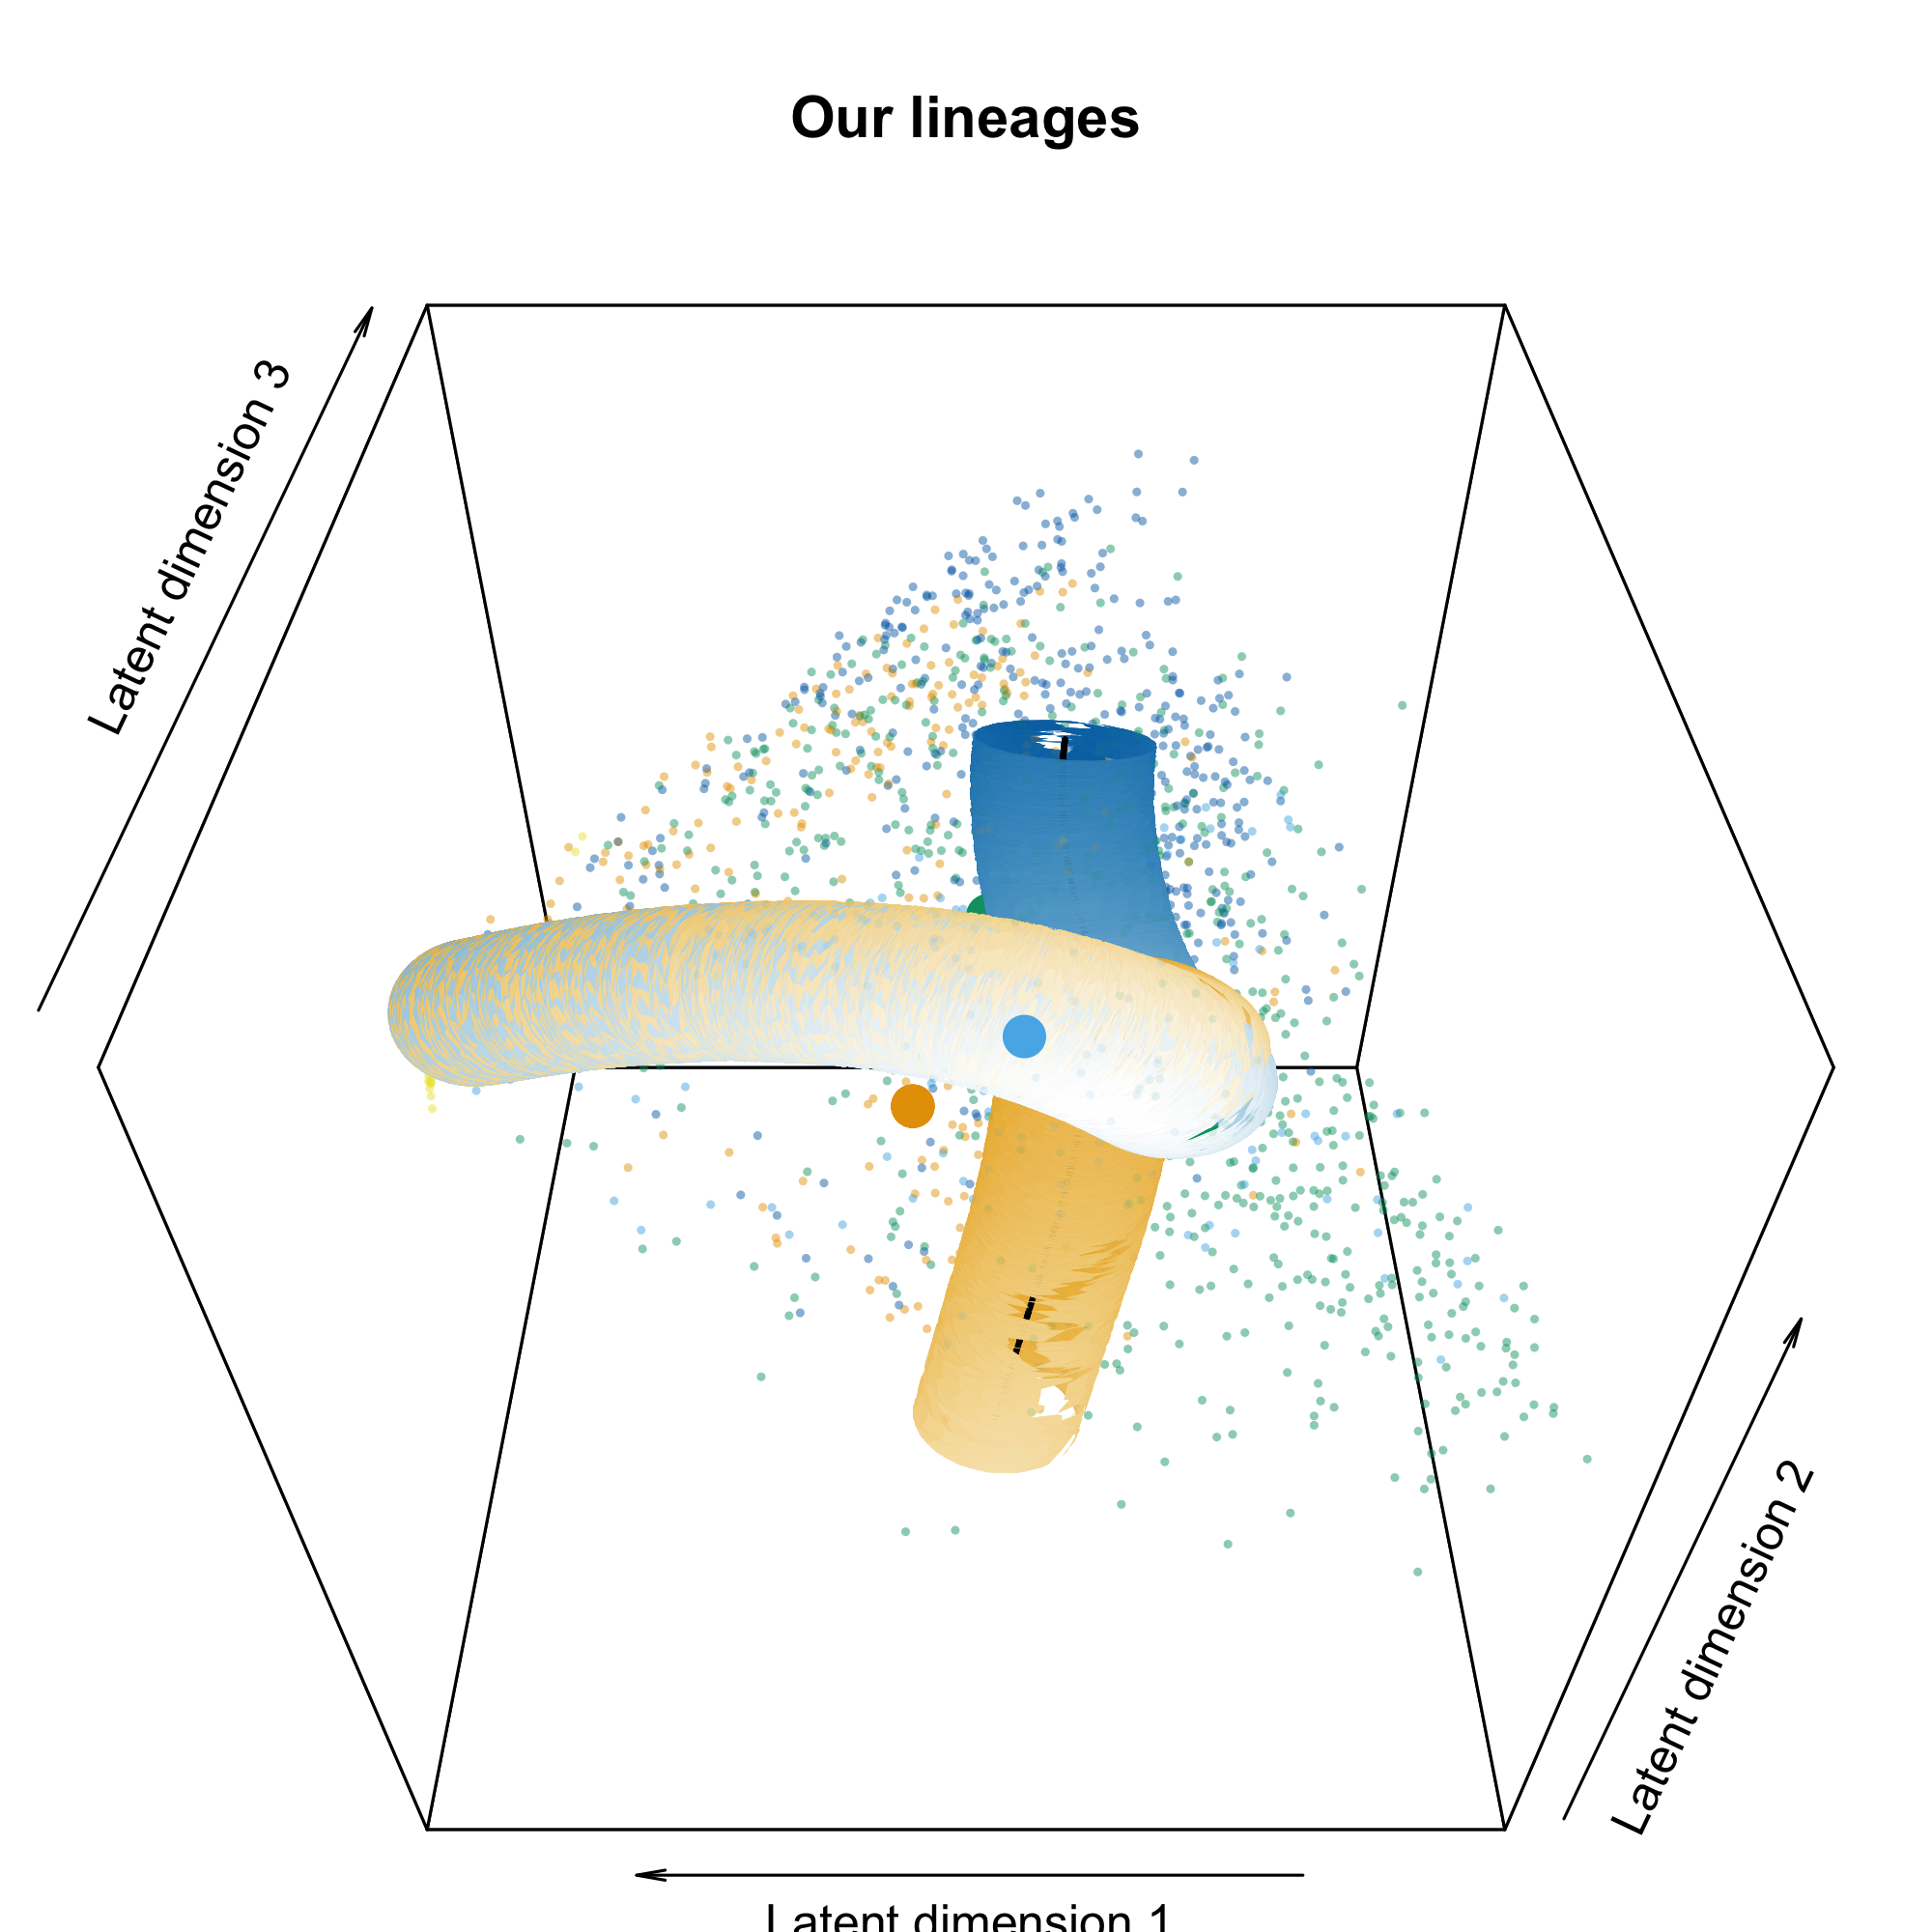 Our lineages
Latent dimension 3
Latent dimension 2
Latent dimension 1